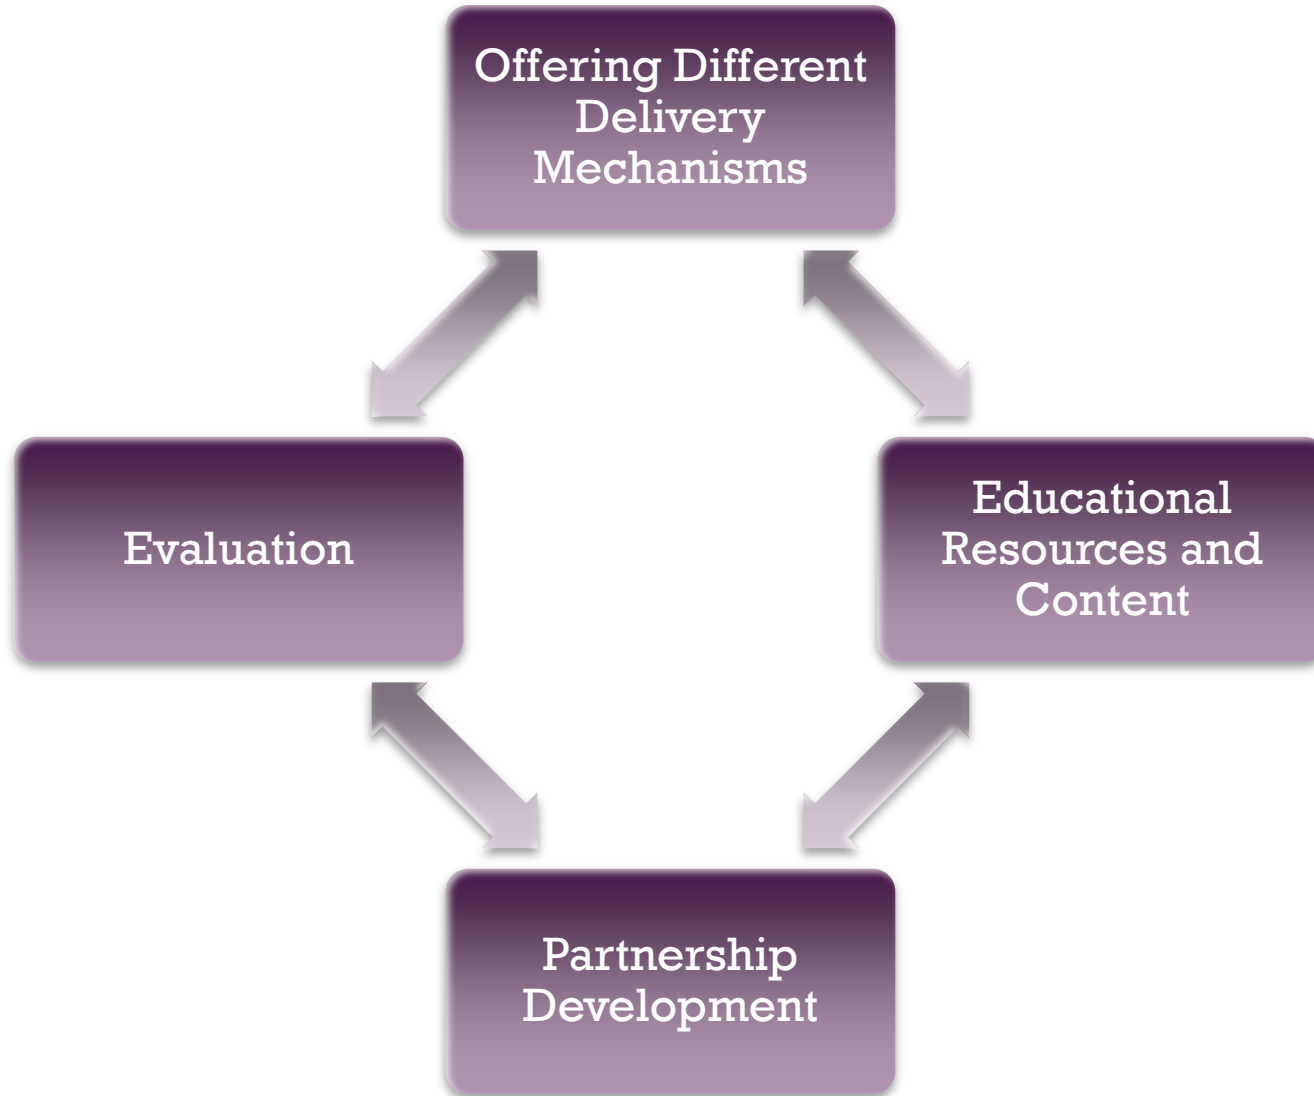 Offering Different
Delivery
Mechanisms
Evaluation
Educational
Resources and
Content
Partnership
Development